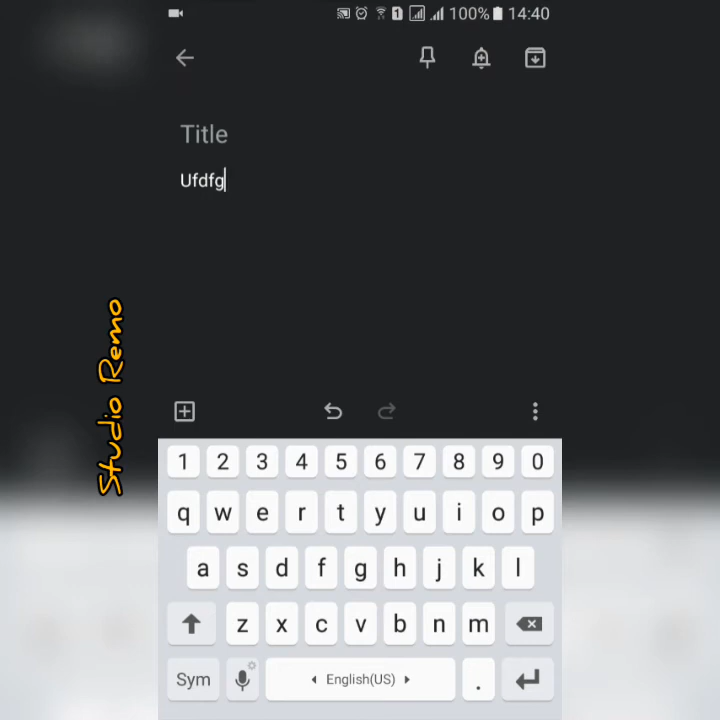 1
100% 14:40
Title
Ufdfg
Studio Remo
1 2 3 4 5 6 7 8 9 0
q w e r t y u i o p
a s d f g h j k l
z x c v b n m
Sym English(US) .